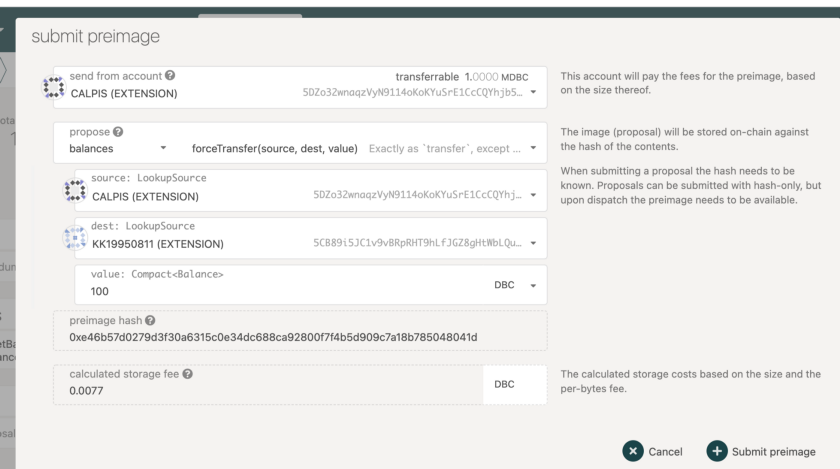 submit preimage
send from account
transferrable 1.0000 MDBC
CALPIS (EXTENSION)
5DZo32wnaqzVyN9114oKoKYuSrE1CcCQYhjb5…
This account will pay the fees for the preimage, based
on the size thereof.
propose
balances
forceTransfer(source, dest, value) Exactly as `transfer`, except …
The image (proposal) will be stored on-chain against
the hash of the contents.
When submitting a proposal the hash needs to be
known. Proposals can be submitted with hash-only, but
upon dispatch the preimage needs to be available.
source: LookupSource
CALPIS (EXTENSION)
5DZo32wnaqzVyN9114oKoKYuSrE1CcCQYhj…
dest: LookupSource
KK19950811 (EXTENSION)
5CB89i5JC1v9vBRpRHT9hLfJGZ8gHtWbLQu…
value: Compact<Balance>
100
DBC
preimage hash
0xe46b57d0279d3f30a6315c0e34dc688ca92800f7f4b5d909c7a18b785048041d
calculated storage fee
0.0077
DBC
The calculated storage costs based on the size and the
per-bytes fee.
Cancel
Submit preimage